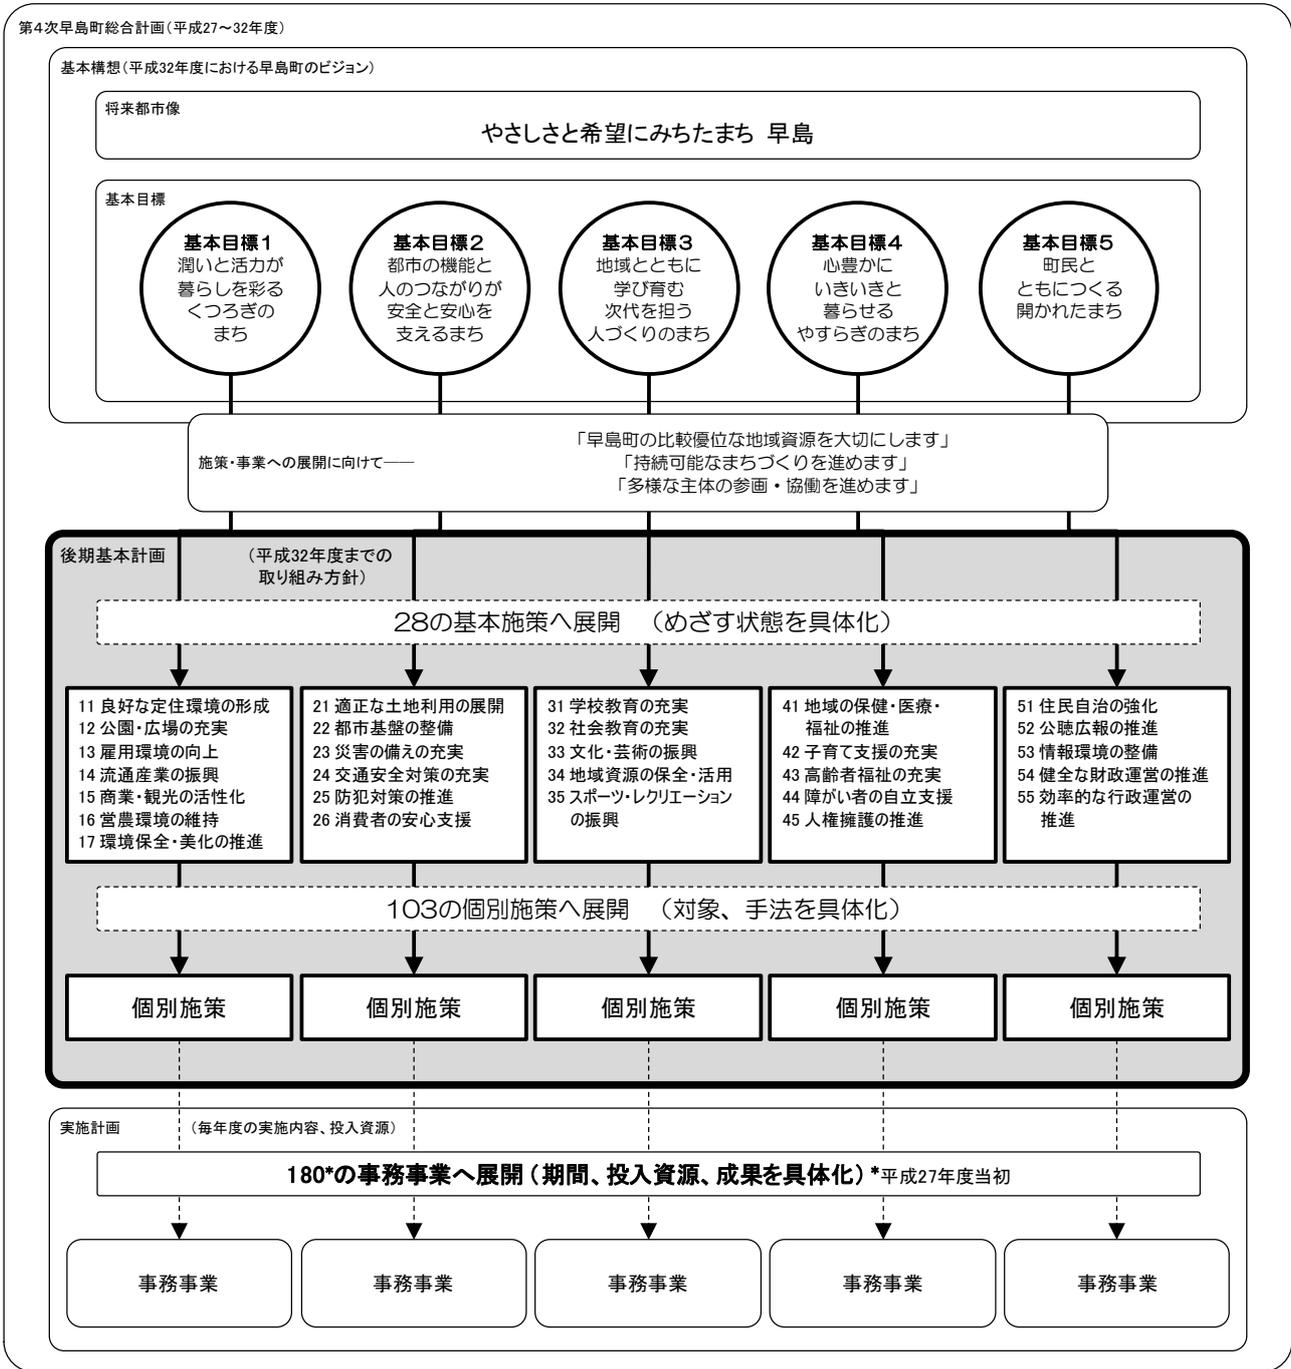 第4次早島町総合計画(平成27～32年度)
基本構想(平成32年度における早島町のビジョン)
将来都市像
やさしさと希望にみちたまち 早島
基本目標
基本目標1
潤いと活力が
暮らしを彩る
くつろぎの
まち
基本目標2
都市の機能と
人のつながりが
安全と安心を
支えるまち
基本目標3
地域とともに
学び育む
次代を担う
人づくりのまち
基本目標4
心豊かに
いきいきと
暮らせる
やすらぎのまち
基本目標5
町民と
ともにつくる
開かれたまち
施策・事業への展開に向けて――
「早島町の比較優位な地域資源を大切にします」
「持続可能なまちづくりを進めます」
「多様な主体の参画・協働を進めます」
後期基本計画
(平成32年度までの
取り組み方針)
28の基本施策へ展開 (めざす状態を具体化)
11 良好な定住環境の形成
12 公園・広場の充実
13 雇用環境の向上
14 流通産業の振興
15 商業・観光の活性化
16 営農環境の維持
17 環境保全・美化の推進
21 適正な土地利用の展開
22 都市基盤の整備
23 災害の備えの充実
24 交通安全対策の充実
25 防犯対策の推進
26 消費者の安心支援
31 学校教育の充実
32 社会教育の充実
33 文化・芸術の振興
34 地域資源の保全・活用
35 スポーツ・レクリエーション
の振興
41 地域の保健・医療・
福祉の推進
42 子育て支援の充実
43 高齢者福祉の充実
44 障がい者の自立支援
45 人権擁護の推進
51 住民自治の強化
52 公聴広報の推進
53 情報環境の整備
54 健全な財政運営の推進
55 効率的な行政運営の
推進
103の個別施策へ展開 (対象、手法を具体化)
個別施策
個別施策
個別施策
個別施策
個別施策
実施計画
(毎年度の実施内容、投入資源)
180*の事務事業へ展開(期間、投入資源、成果を具体化) *平成27年度当初
事務事業
事務事業
事務事業
事務事業
事務事業